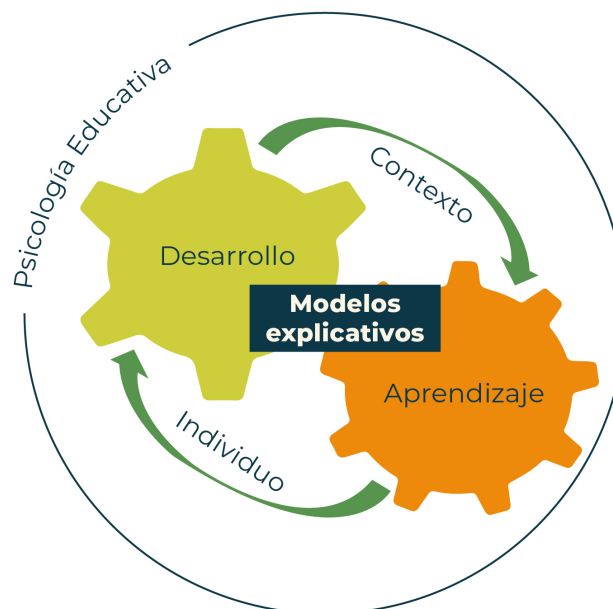 Psicología Educativa
Contexto
Desarrollo
Modelos
explicativos
Aprendizaje
Individuo